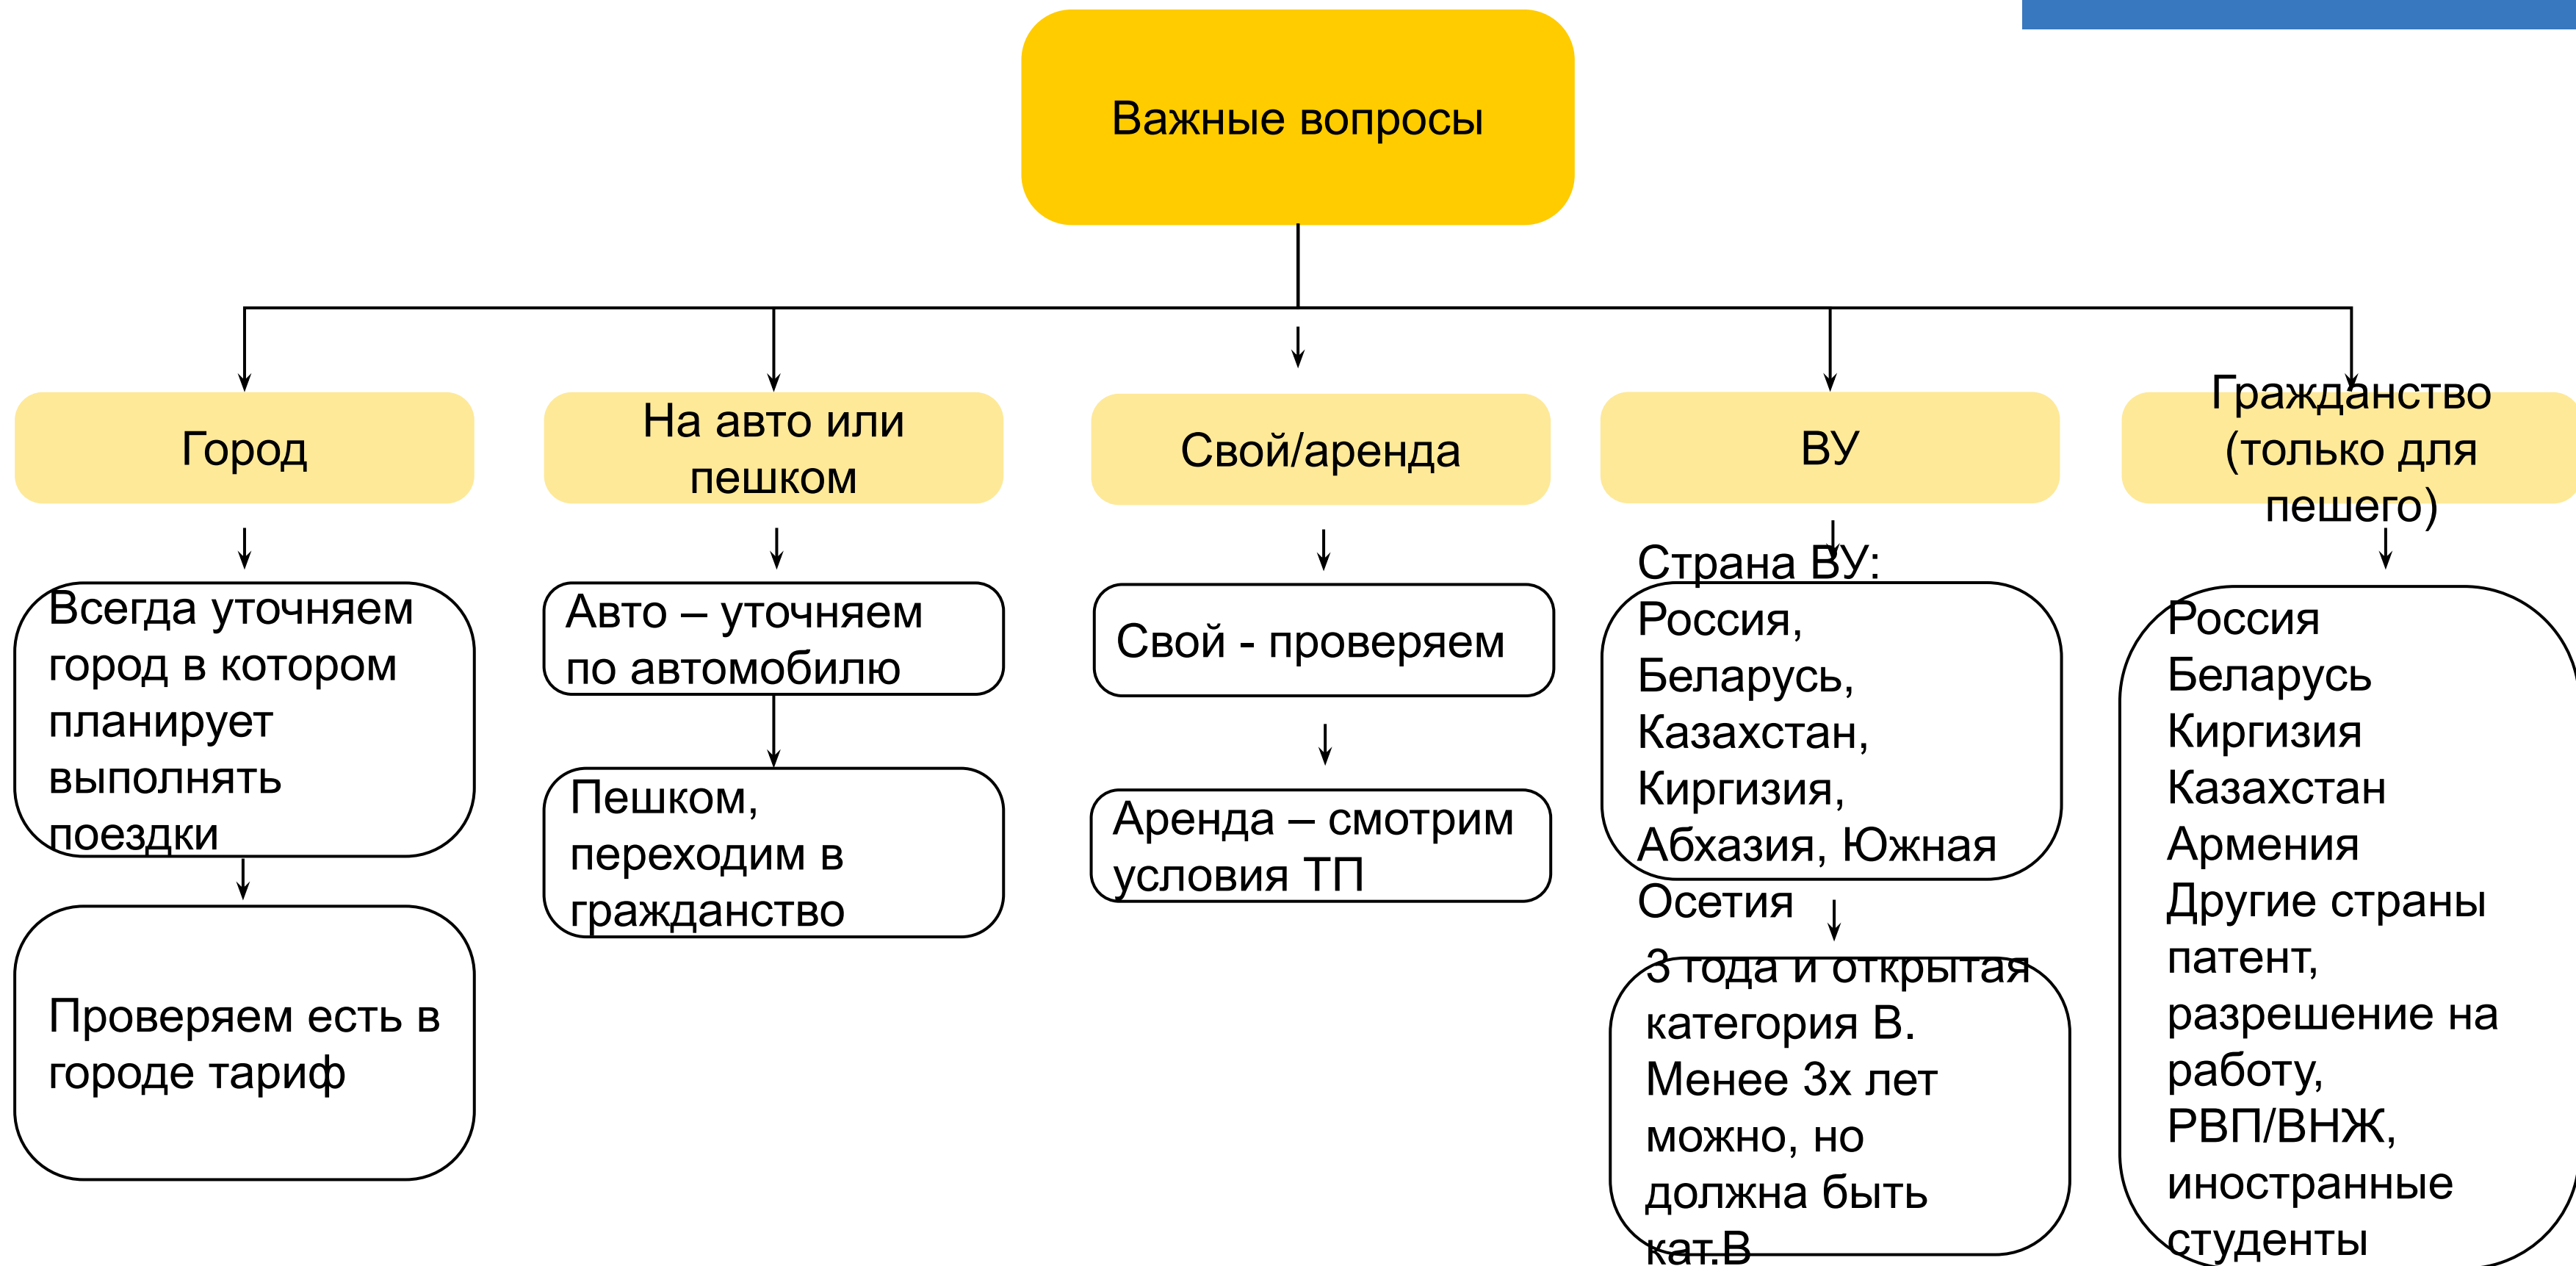 Важные вопросы
Город
Всегда уточняем
город в котором
планирует
выполнять
поездки
Проверяем есть в
городе тариф
На авто или
пешком
Авто – уточняем
по автомобилю
Пешком,
переходим в
гражданство
Свой/аренда
Свой - проверяем
Аренда – смотрим
условия ТП
ВУ
Страна ВУ:
Россия,
Беларусь,
Казахстан,
Киргизия,
Абхазия, Южная
Осетия
3 года и открытая
категория В.
Менее 3х лет
можно, но
должна быть
кат.В
Гражданство
(только для
пешего)
Россия
Беларусь
Киргизия
Казахстан
Армения
Другие страны
патент,
разрешение на
работу,
РВП/ВНЖ,
иностранные
студенты